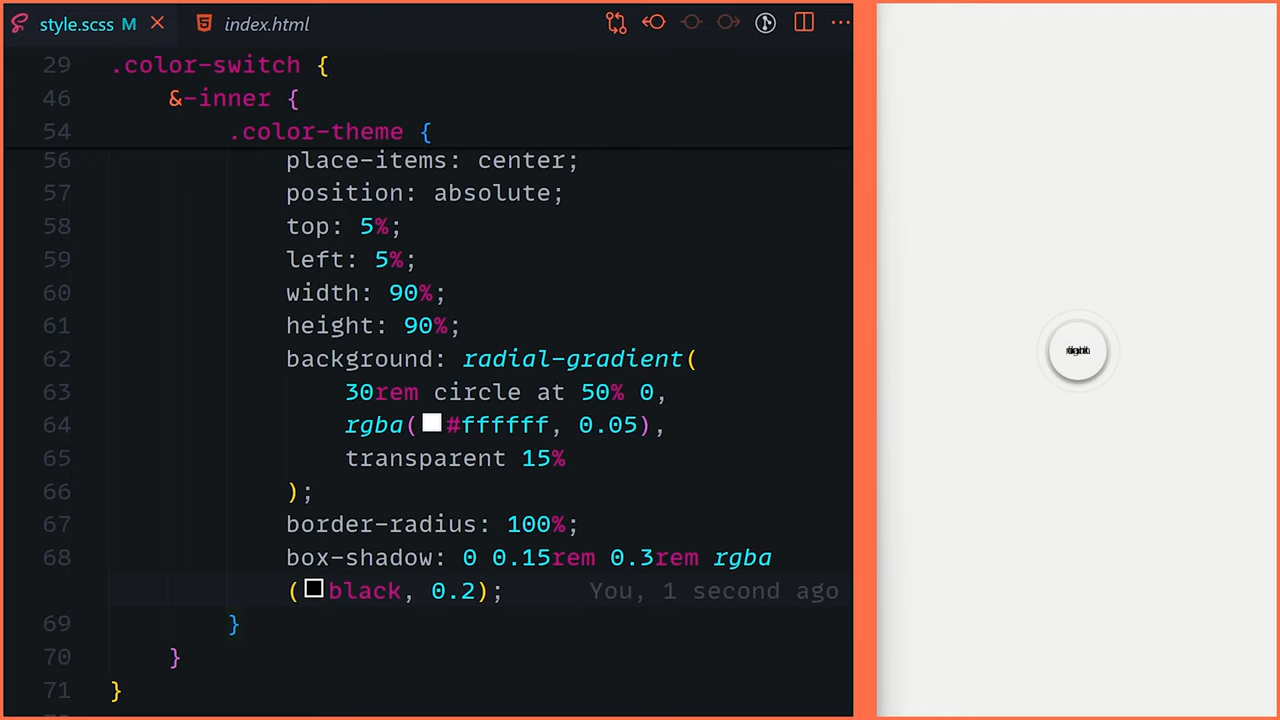 style.scss M
index.html
29 .color-switch {
46 &-inner {
54 .color-theme {
56 place-items: center;
57 position: absolute;
58 top: 5%;
59 left: 5%;
60 width: 90%;
61 height: 90%;
62 background: radial-gradient(
63 30rem circle at 50% 0,
64 rgba(#ffffff, 0.05),
65 transparent 15%
66 );
67 border-radius: 100%;
68 box-shadow: 0 0.15rem 0.3rem rgba
(black, 0.2); You, 1 second ago
69 }
70 }
71 }